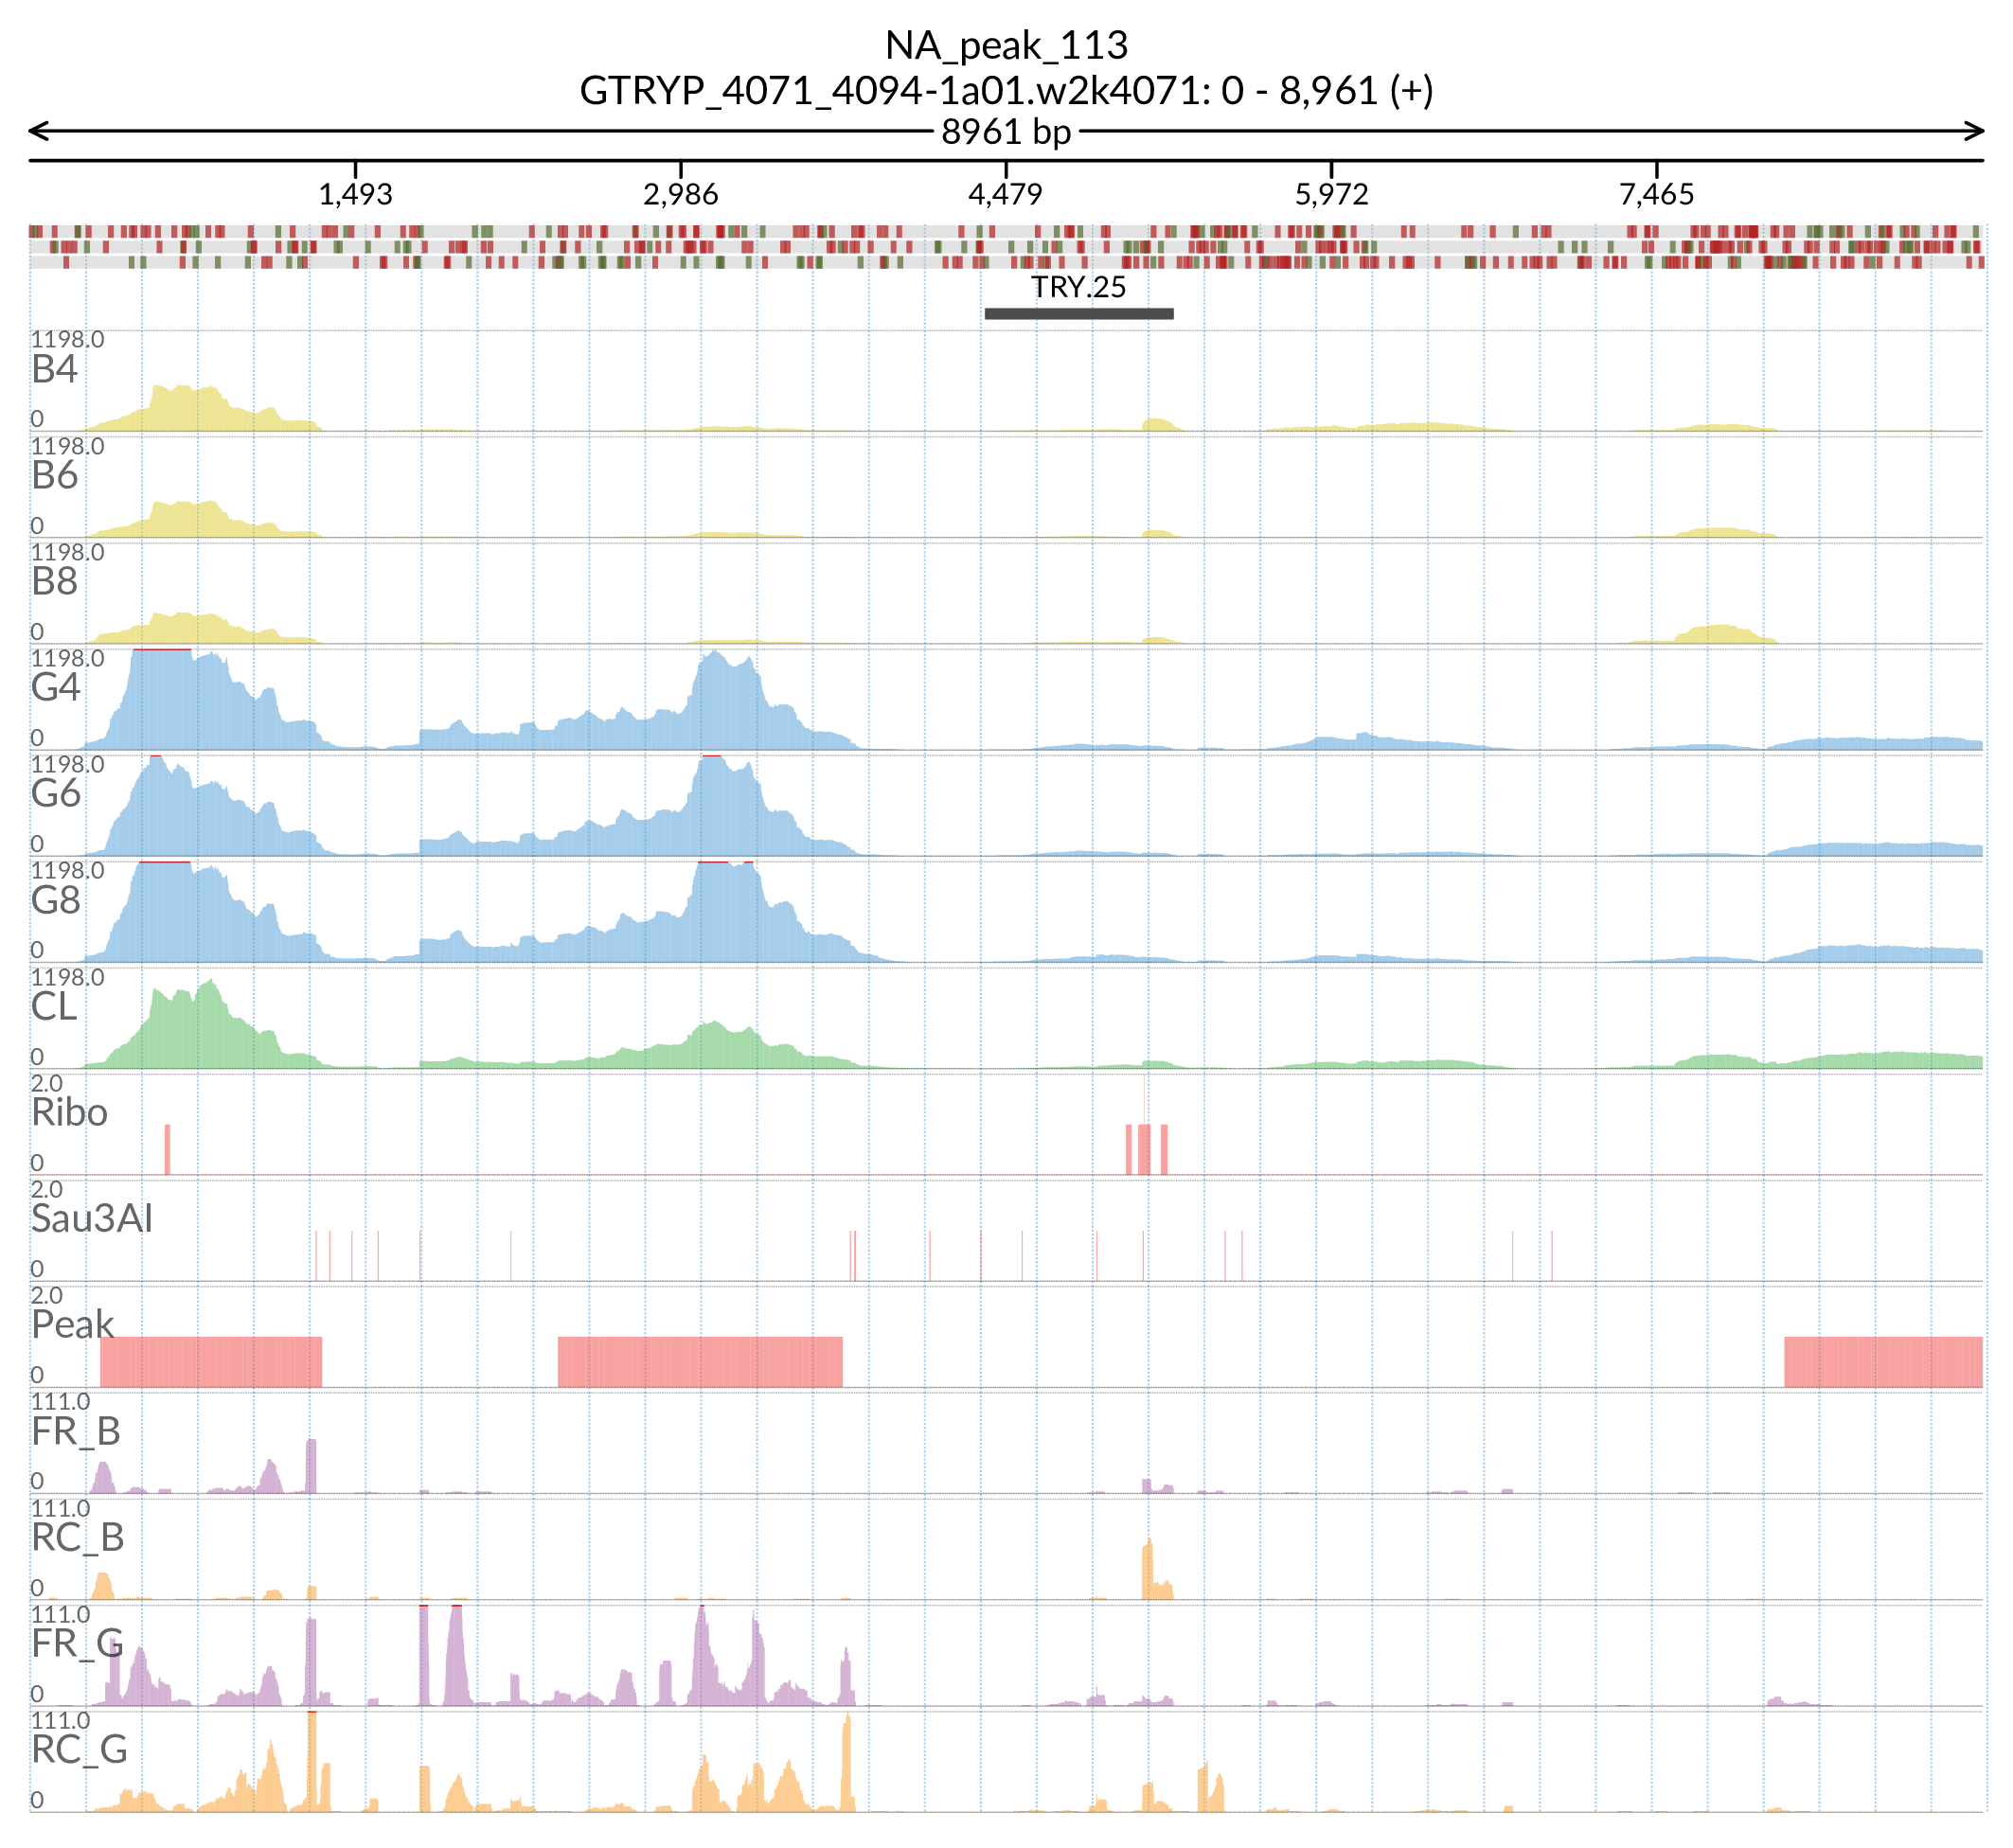 NA_peak_113
GTRYP_4071_4094-1a01.w2k4071: 0 - 8,961 (+)
8961 bp
1,493 2,986 4,479 5,972 7,465
TRY.25
1198.0
B4
0
1198.0
B6
0
1198.0
B8
0
1198.0
G4
0
1198.0
G6
0
1198.0
G8
0
1198.0
CL
0
2.0
Ribo
0
2.0
Sau3AI
0
2.0
Peak
0
111.0
FR_B
0
111.0
RC_B
0
111.0
FR_G
0
111.0
RC_G
0